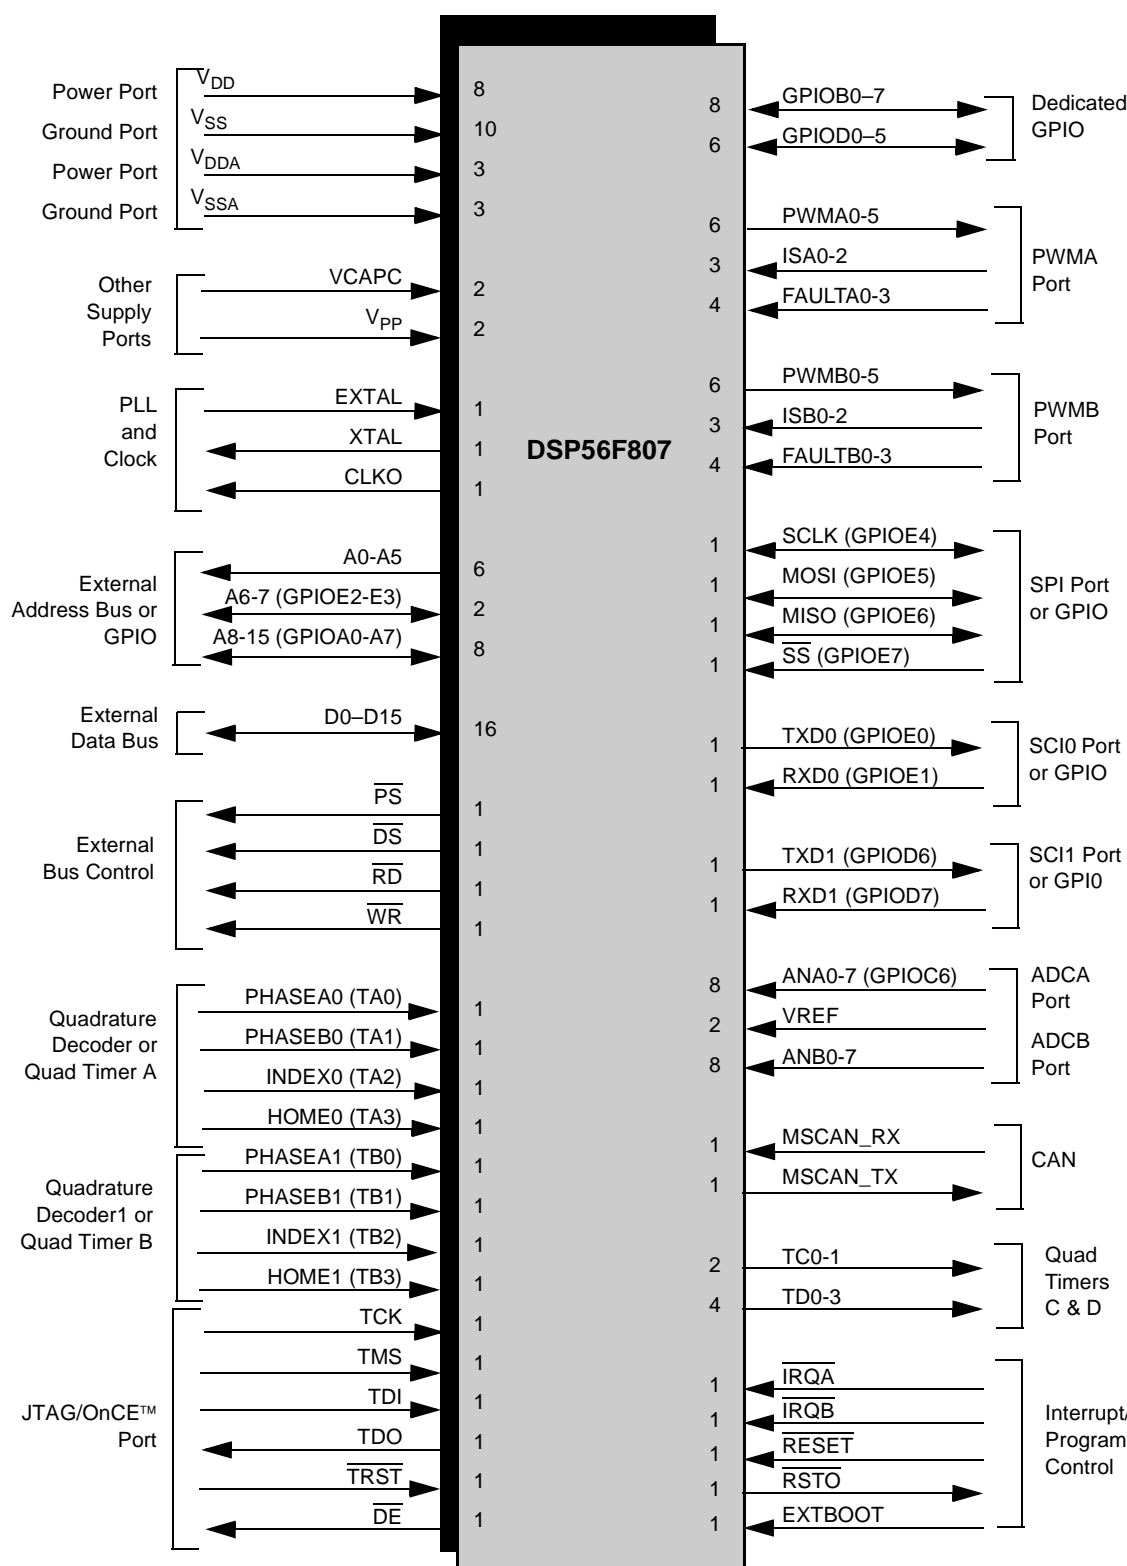 DSP56F807
Power Port
V_DD
8
Ground Port
V_SS
10
Power Port
V_DDA
3
Ground Port
V_SSA
3
Other
Supply
Ports
VCAPC
2
V_PP
2
PLL
and
Clock
EXTAL
1
XTAL
1
CLKO
1
External
Address Bus or
GPIO
A0-A5
6
A6-7 (GPIOE2-E3)
2
A8-15 (GPIOA0-A7)
8
External
Data Bus
D0–D15
16
External
Bus Control
PS
1
DS
1
RD
1
WR
1
Quadrature
Decoder or
Quad Timer A
PHASEA0 (TA0)
1
PHASEB0 (TA1)
1
INDEX0 (TA2)
1
HOME0 (TA3)
1
Quadrature
Decoder1 or
Quad Timer B
PHASEA1 (TB0)
1
PHASEB1 (TB1)
1
INDEX1 (TB2)
1
HOME1 (TB3)
1
JTAG/OnCE™
Port
TCK
1
TMS
1
TDI
1
TDO
1
TRST
1
DE
1
8
GPIOB0–7
6
GPIOD0–5
Dedicated
GPIO
6
PWMA0-5
3
ISA0-2
4
FAULTA0-3
PWMA
Port
6
PWMB0-5
3
ISB0-2
4
FAULTB0-3
PWMB
Port
1
SCLK (GPIOE4)
1
MOSI (GPIOE5)
1
MISO (GPIOE6)
1
SS (GPIOE7)
SPI Port
or GPIO
1
TXD0 (GPIOE0)
1
RXD0 (GPIOE1)
SCI0 Port
or GPIO
1
TXD1 (GPIOD6)
1
RXD1 (GPIOD7)
SCI1 Port
or GPI0
8
ANA0-7 (GPIOC6)
2
VREF
8
ANB0-7
ADCA
Port
ADCB
Port
1
MSCAN_RX
1
MSCAN_TX
CAN
2
TC0-1
4
TD0-3
Quad
Timers
C & D
1
IRQA
1
IRQB
1
RESET
1
RSTO
1
EXTBOOT
Interrupt/
Program
Control